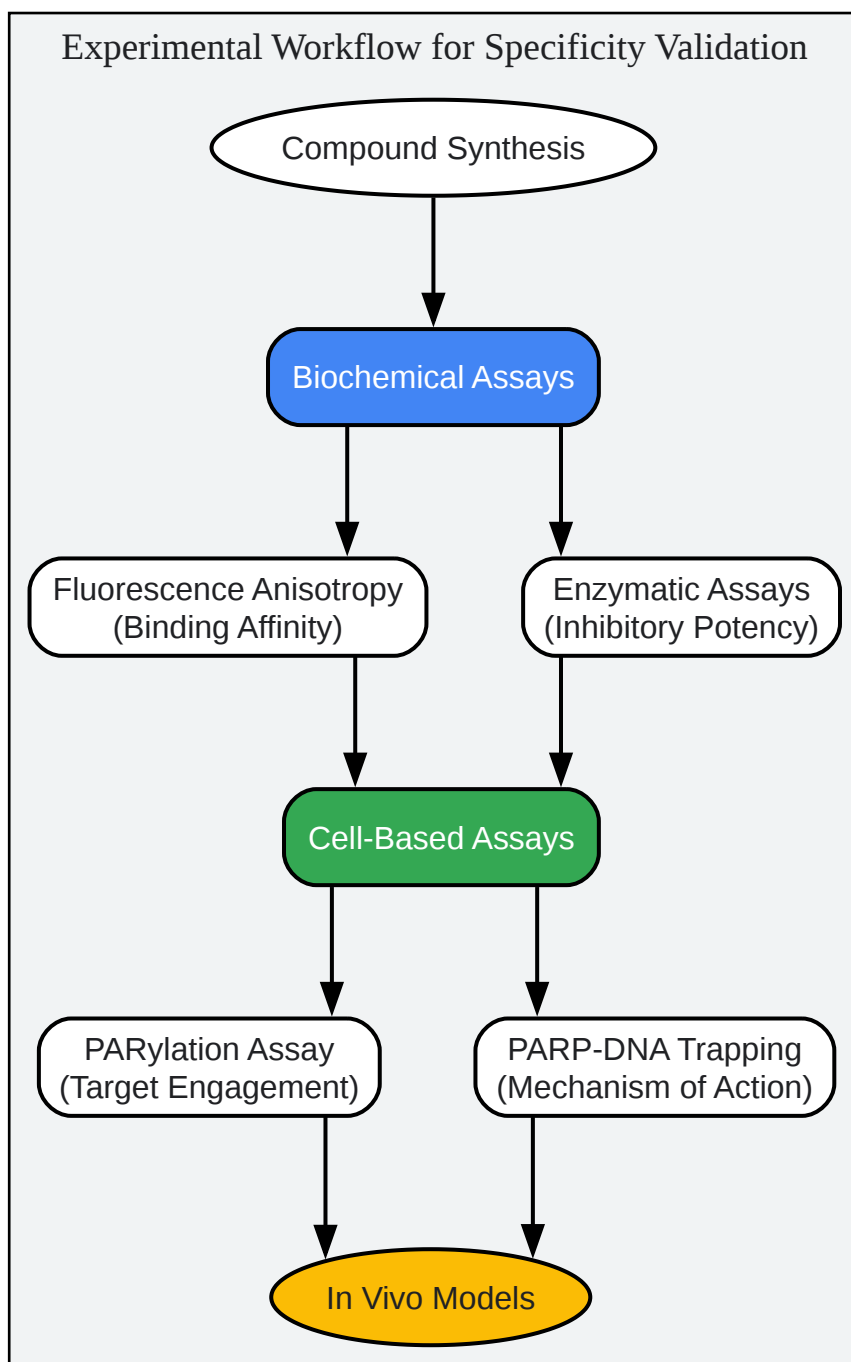 Experimental Workflow for Specificity Validation
Compound Synthesis
Biochemical Assays
Fluorescence Anisotropy
(Binding Affinity)
Enzymatic Assays
(Inhibitory Potency)
Cell-Based Assays
PARylation Assay
(Target Engagement)
PARP-DNA Trapping
(Mechanism of Action)
In Vivo Models